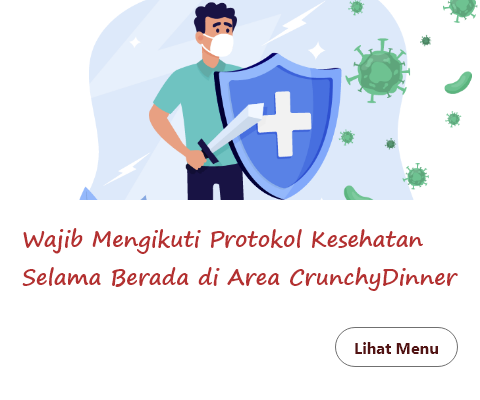 Wajib Mengikuti Protokol Kesehatan
Selama Berada di Area CrunchyDinner
Lihat Menu